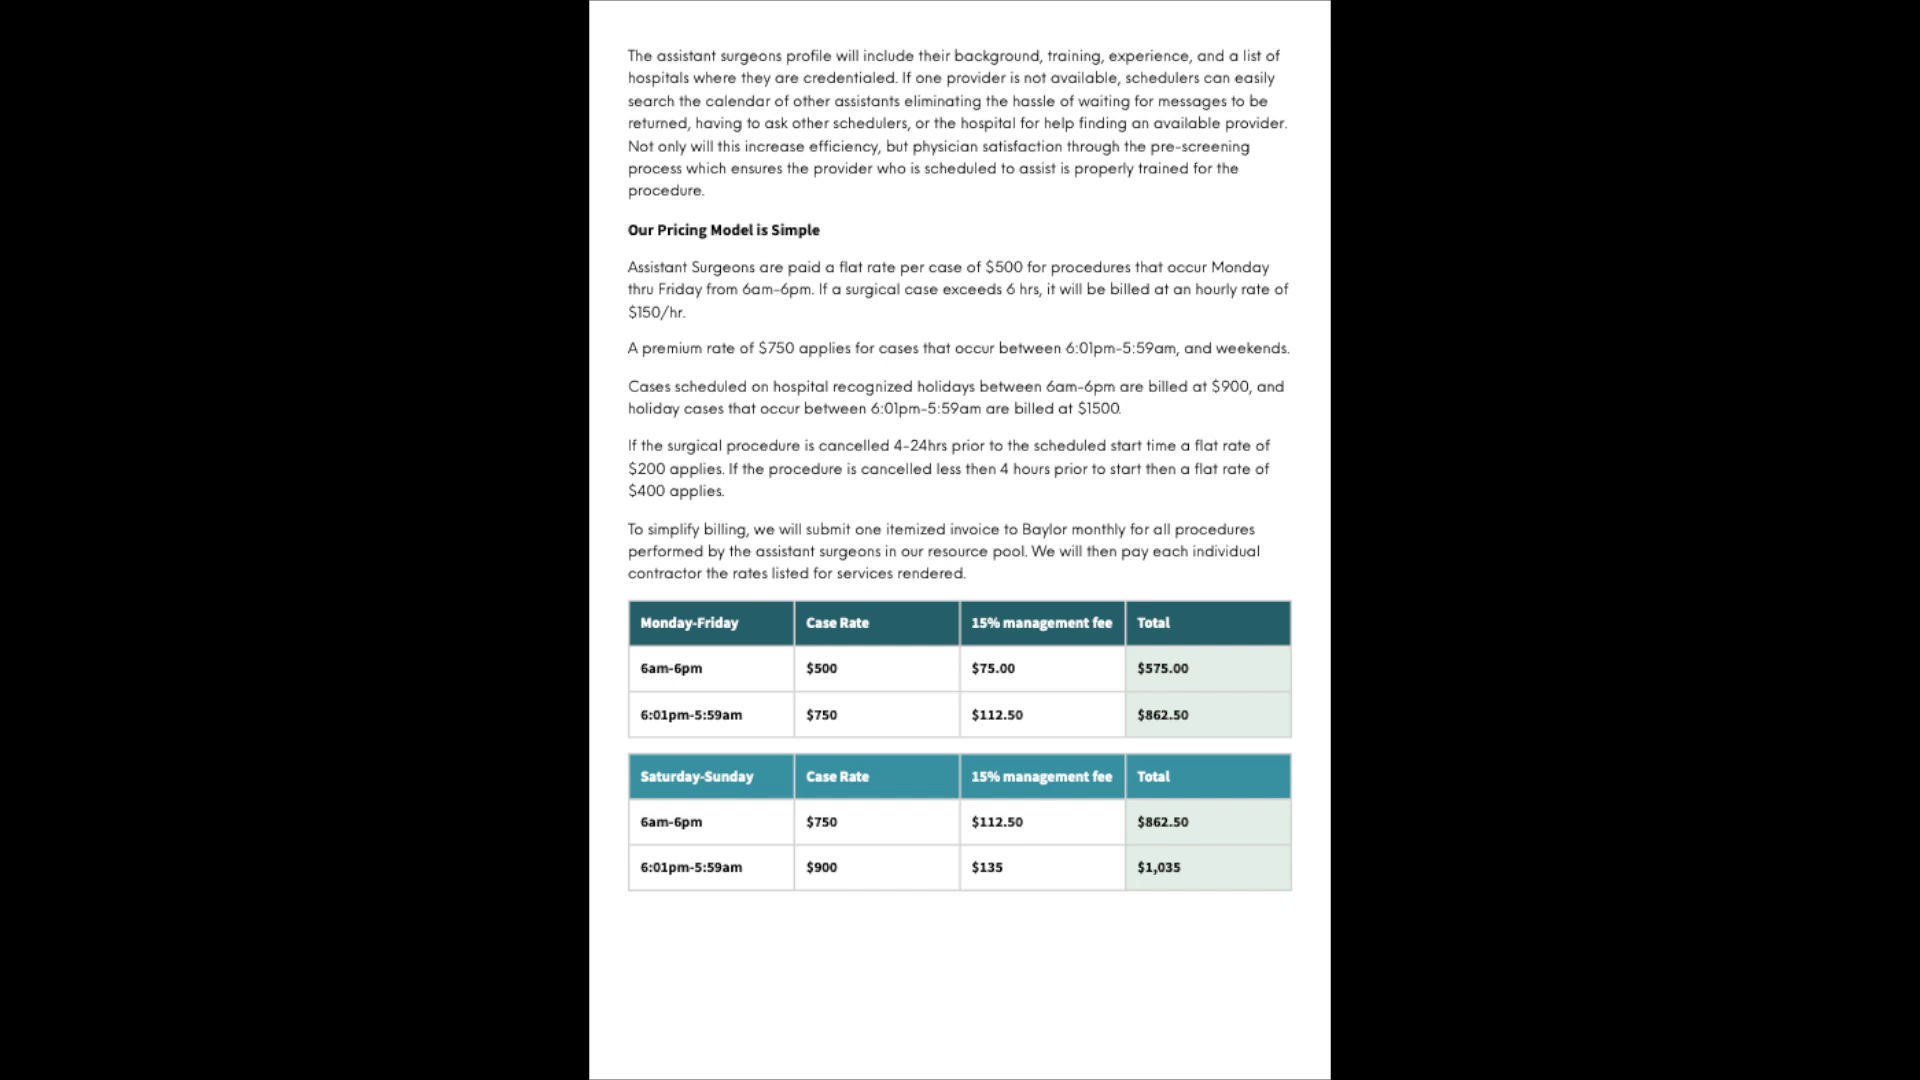 The assistant surgeons profile will include their background, training, experience, and a list of
hospitals where they are credentialed. If one provider is not available, schedulers can easily
search the calendar of other assistants eliminating the hassle of waiting for messages to be
returned, having to ask other schedulers, or the hospital for help finding an available provider.
Not only will this increase efficiency, but physician satisfaction through the pre-screening
process which ensures the provider who is scheduled to assist is properly trained for the
procedure.
Our Pricing Model is Simple
Assistant Surgeons are paid a flat rate per case of $500 for procedures that occur Monday
thru Friday from 6am-6pm. If a surgical case exceeds 6 hrs, it will be billed at an hourly rate of
$150/hr.
A premium rate of $750 applies for cases that occur between 6:01pm-5:59am, and weekends.
Cases scheduled on hospital recognized holidays between 6am-6pm are billed at $900, and
holiday cases that occur between 6:01pm-5:59am are billed at $1500.
If the surgical procedure is cancelled 4-24hrs prior to the scheduled start time a flat rate of
$200 applies. If the procedure is cancelled less then 4 hours prior to start then a flat rate of
$400 applies.
To simplify billing, we will submit one itemized invoice to Baylor monthly for all procedures
performed by the assistant surgeons in our resource pool. We will then pay each individual
contractor the rates listed for services rendered.
Monday-Friday Case Rate 15% management fee Total
6am-6pm $500 $75.00 $575.00
6:01pm-5:59am $750 $112.50 $862.50
Saturday-Sunday Case Rate 15% management fee Total
6am-6pm $750 $112.50 $862.50
6:01pm-5:59am $900 $135 $1,035